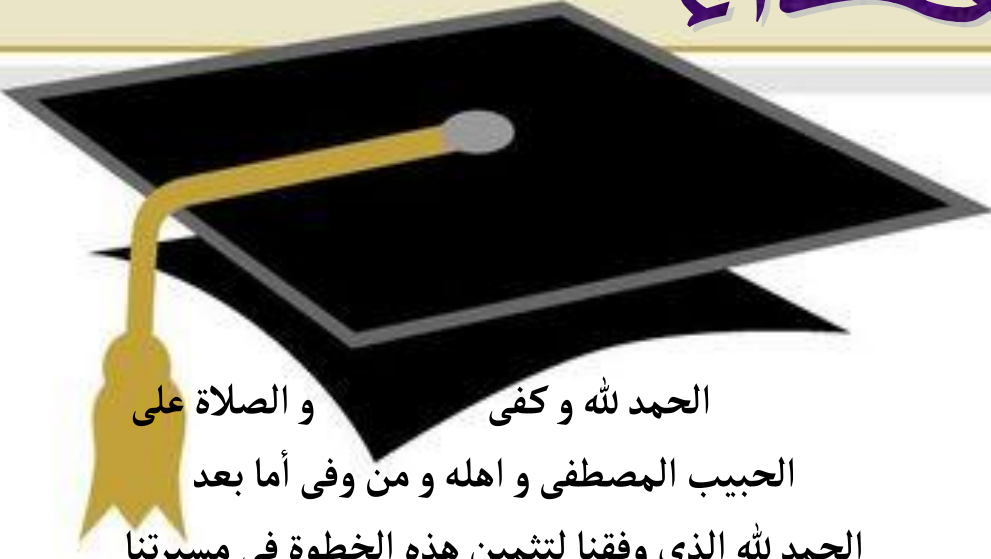 الحمد لله و كفى و الصلاة على
الحبيب المصطفى و اهله و من وفى أما بعد
الحمد لله الذي وفقنا لتثمين هذه الخطوة في مسيرتنا